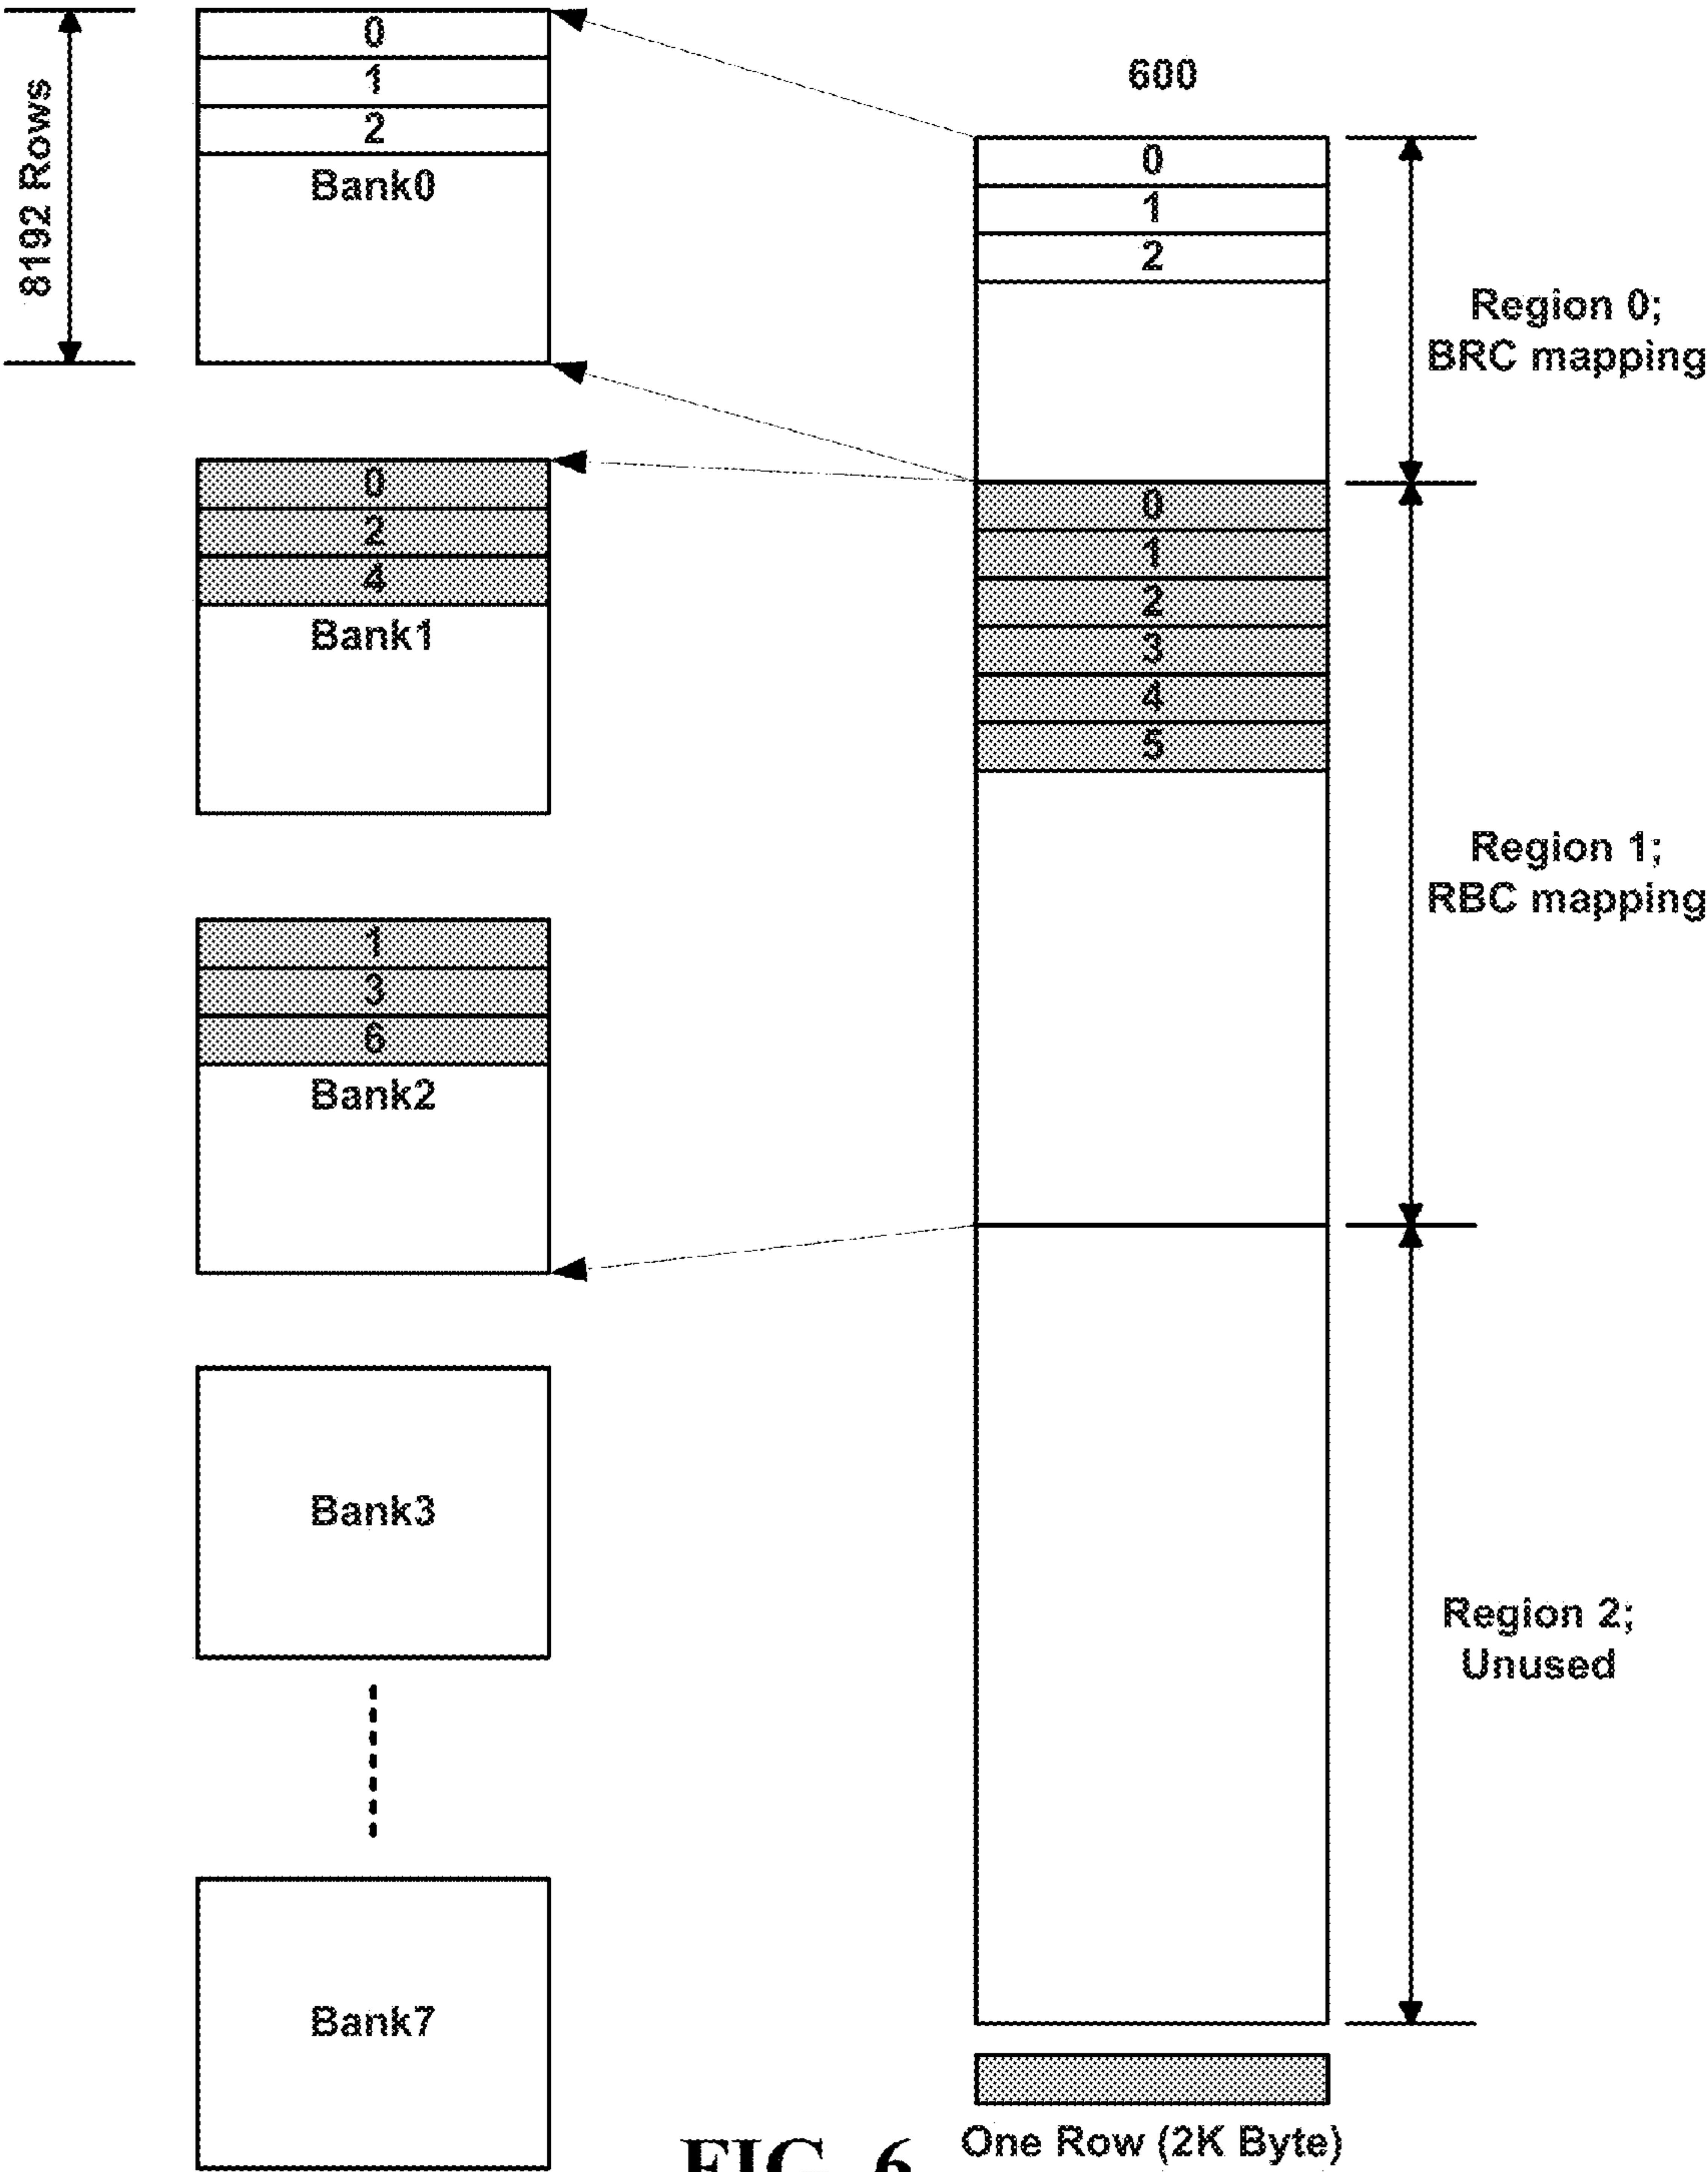 8192 Rows
0
1
2
Bank0
0
2
4
Bank1
1
3
6
Bank2
Bank3
Bank7
600
0
1
2
0
1
2
3
4
5
Region 0;
BRC mapping
Region 1;
RBC mapping
Region 2;
Unused
One Row (2K Byte)
FIG. 6